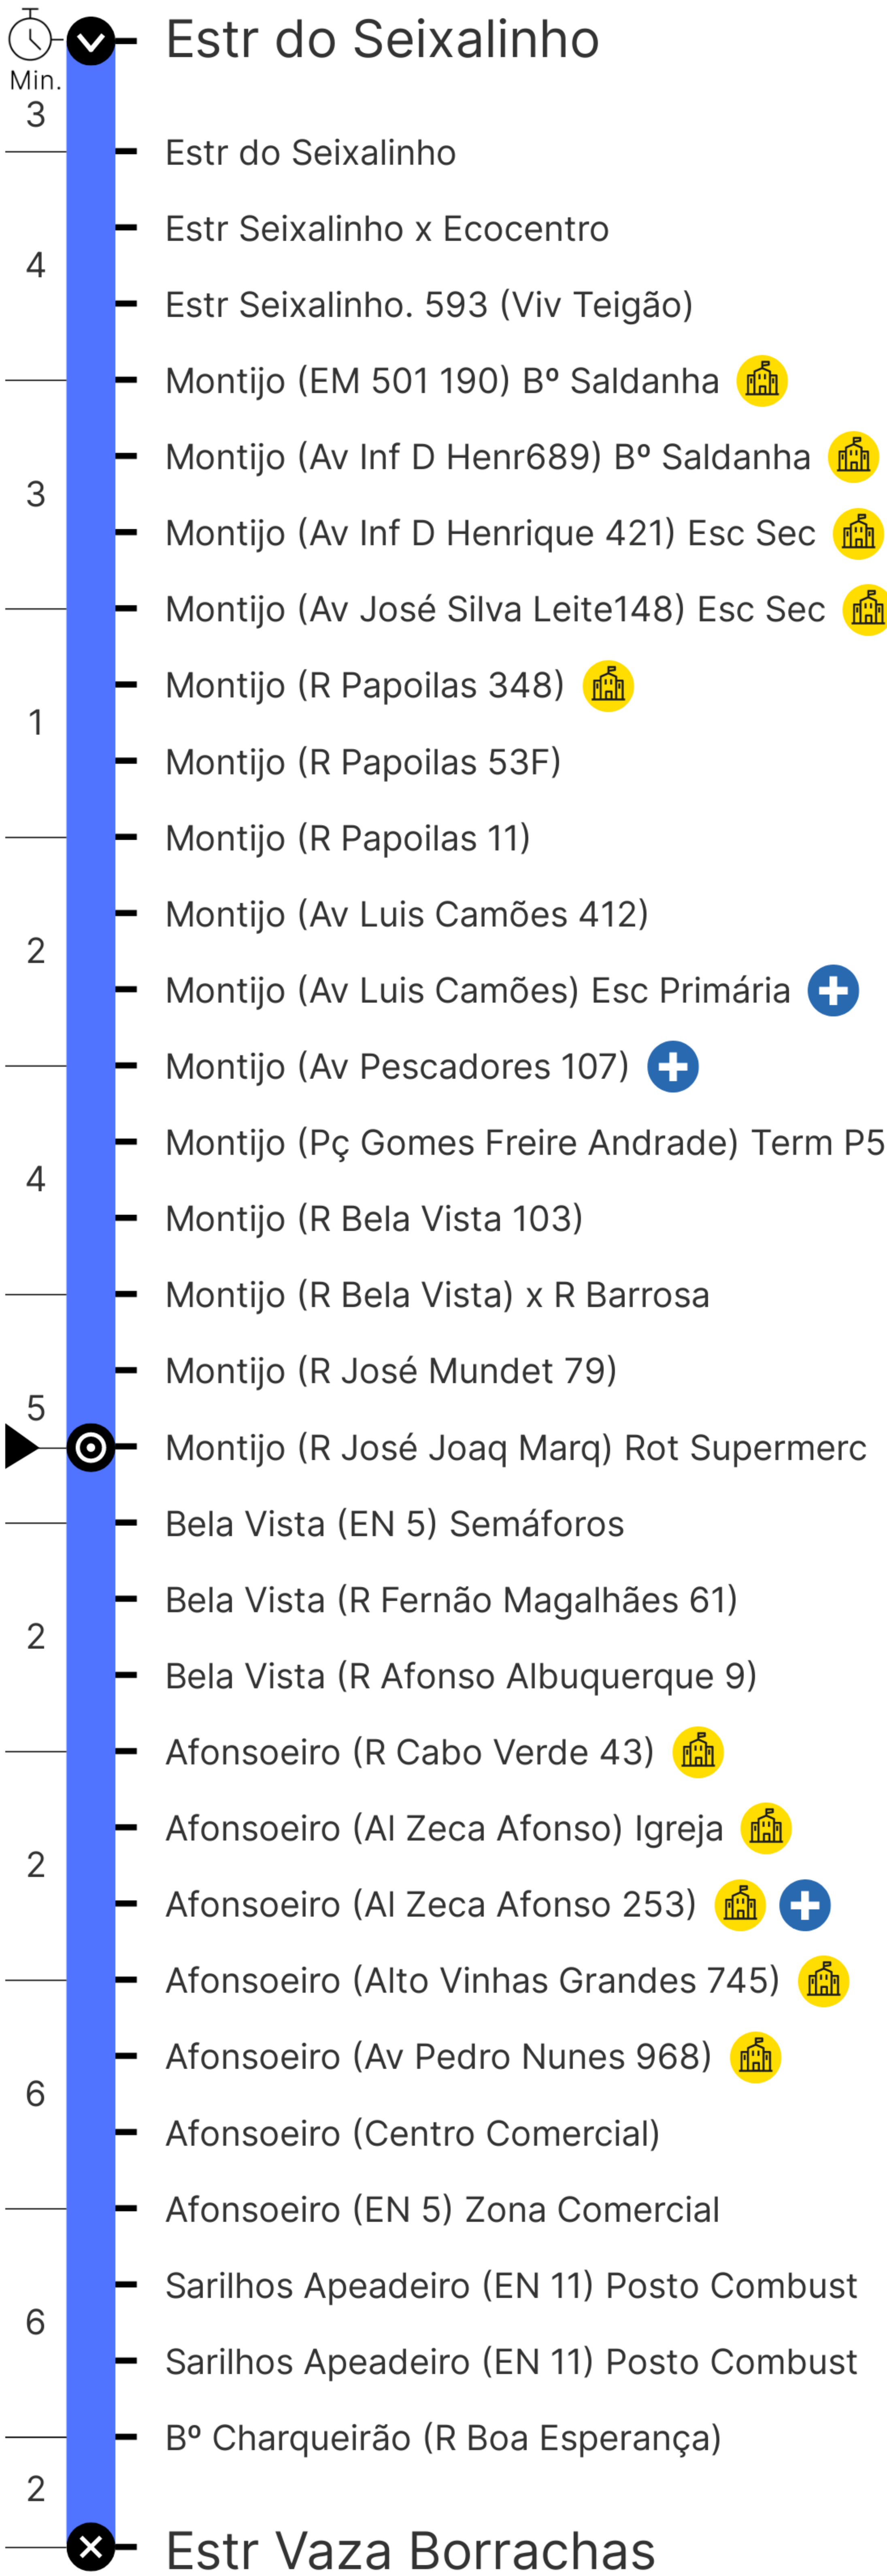 Estr do Seixalinho
Min.
3
Estr do Seixalinho
Estr Seixalinho x Ecocentro
4
Estr Seixalinho. 593 (Viv Teigão)
Montijo (EM 501 190) Bº Saldanha
Montijo (Av Inf D Henr689) Bº Saldanha
3
Montijo (Av Inf D Henrique 421) Esc Sec
Montijo (Av José Silva Leite148) Esc Sec
Montijo (R Papoilas 348)
1
Montijo (R Papoilas 53F)
Montijo (R Papoilas 11)
Montijo (Av Luis Camões 412)
2
Montijo (Av Luis Camões) Esc Primária
Montijo (Av Pescadores 107)
Montijo (Pç Gomes Freire Andrade) Term P5
4
Montijo (R Bela Vista 103)
Montijo (R Bela Vista) x R Barrosa
Montijo (R José Mundet 79)
5
Montijo (R José Joaq Marq) Rot Supermerc
Bela Vista (EN 5) Semáforos
Bela Vista (R Fernão Magalhães 61)
2
Bela Vista (R Afonso Albuquerque 9)
Afonsoeiro (R Cabo Verde 43)
Afonsoeiro (Al Zeca Afonso) Igreja
2
Afonsoeiro (Al Zeca Afonso 253)
Afonsoeiro (Alto Vinhas Grandes 745)
Afonsoeiro (Av Pedro Nunes 968)
6
Afonsoeiro (Centro Comercial)
Afonsoeiro (EN 5) Zona Comercial
Sarilhos Apeadeiro (EN 11) Posto Combust
6
Sarilhos Apeadeiro (EN 11) Posto Combust
Bº Charqueirão (R Boa Esperança)
2
Estr Vaza Borrachas